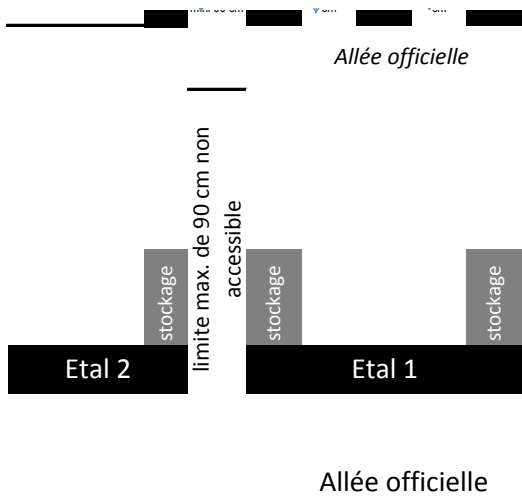 Allée officielle
limite max. de 90 cm non
accessible
stockage
stockage
stockage
Etal 2
Etal 1
Allée officielle